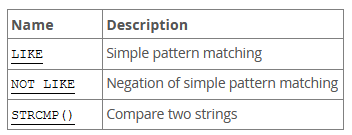 Name Description
LIKE Simple pattern matching
NOT LIKE Negation of simple pattern matching
STRCMP() Compare two strings